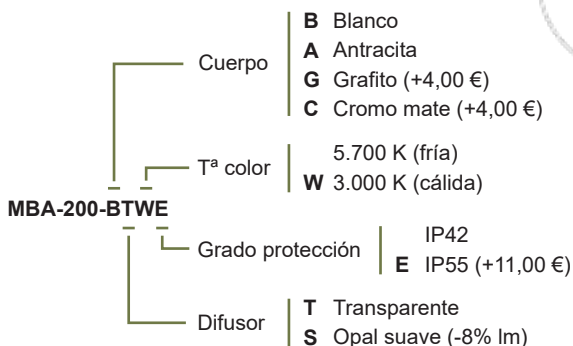 B Blanco
Cuerpo
A Antracita
G Grafito (+4,00 €)
C Cromo mate (+4,00 €)
5.700 K (fría)
Tª color
W 3.000 K (cálida)
MBA-200-BTWE
IP42
Grado protección
E IP55 (+11,00 €)
T Transparente
Difusor
S Opal suave (-8% lm)